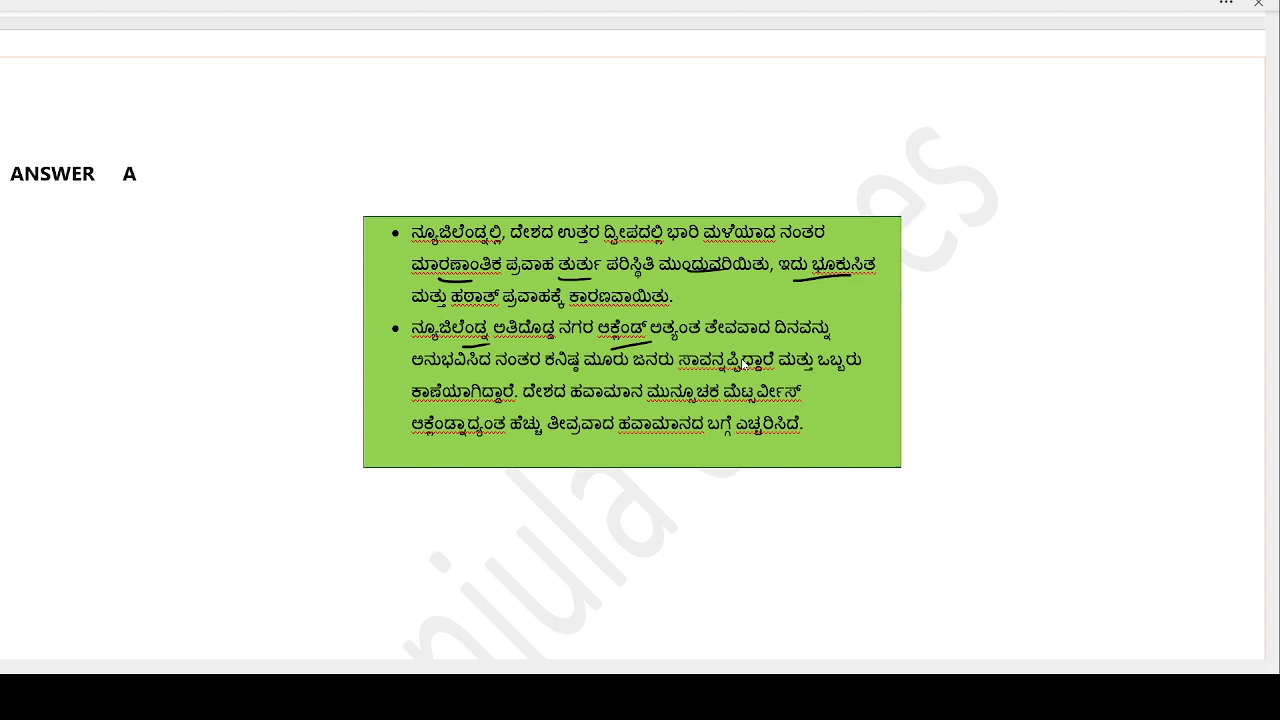 ANSWER A
• ನ್ಯೂಜಿಲೆಂಡ್ನಲ್ಲಿ, ದೇಶದ ಉತ್ತರ ದ್ವೀಪದಲ್ಲಿ ಭಾರಿ ಮಳೆಯಾದ ನಂತರ
ಮಾರಣಾಂತಿಕ ಪ್ರವಾಹ ತುರ್ತು ಪರಿಸ್ಥಿತಿ ಮುಂದುವರಿಯಿತು, ಇದು ಭೂಕುಸಿತ
ಮತ್ತು ಹಠಾತ್ ಪ್ರವಾಹಕ್ಕೆ ಕಾರಣವಾಯಿತು.
• ನ್ಯೂಜಿಲೆಂಡ್ನ ಅತಿದೊಡ್ಡ ನಗರ ಆಕ್ಲೆಂಡ್ ಅತ್ಯಂತ ತೇವವಾದ ದಿನವನ್ನು
ಅನುಭವಿಸಿದ ನಂತರ ಕನಿಷ್ಠ ಮೂರು ಜನರು ಸಾವನ್ನಪ್ಪಿದ್ದಾರೆ ಮತ್ತು ಒಬ್ಬರು
ಕಾಣೆಯಾಗಿದ್ದಾರೆ. ದೇಶದ ಹವಾಮಾನ ಮುನ್ಸೂಚಕ ಮೆಟ್ಸರ್ವೀಸ್
ಆಕ್ಲೆಂಡ್ನಾದ್ಯಂತ ಹೆಚ್ಚು ತೀವ್ರವಾದ ಹವಾಮಾನದ ಬಗ್ಗೆ ಎಚ್ಚರಿಸಿದೆ.